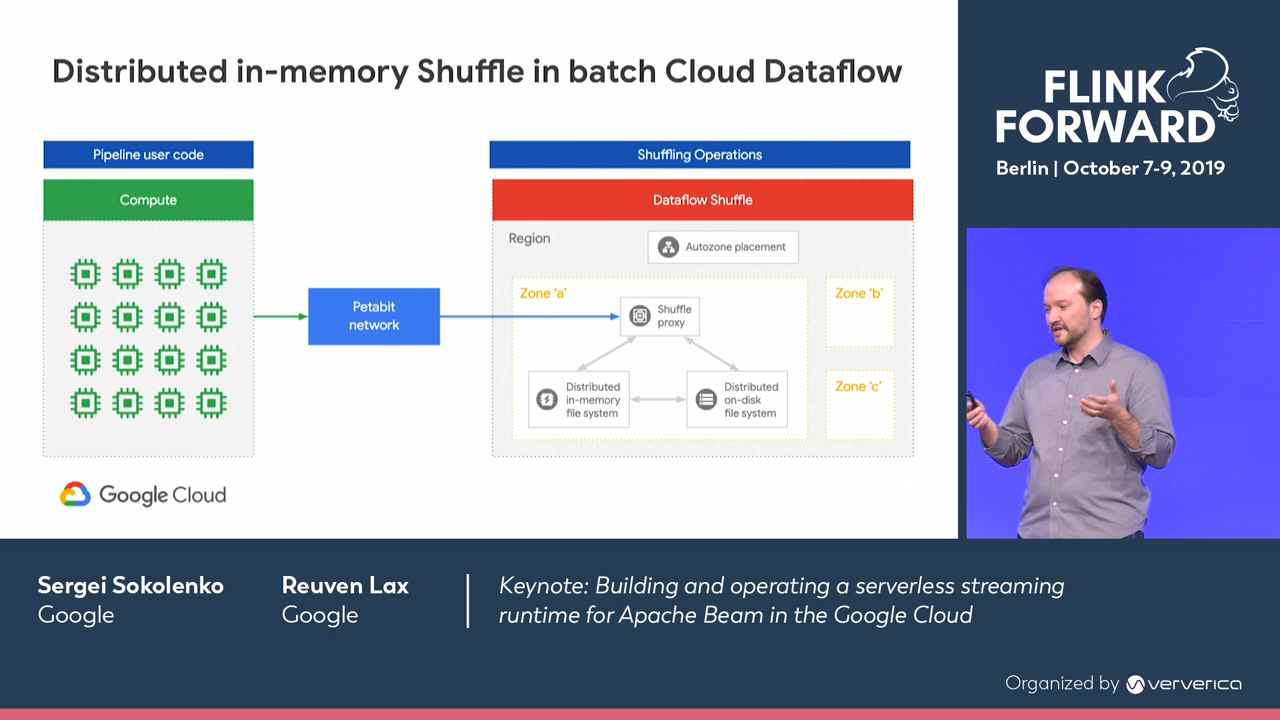 Distributed in-memory Shuffle in batch Cloud Dataflow
Pipeline user code
Compute
Petabit
network
Shuffling Operations
Dataflow Shuffle
Region
Autozone placement
Zone 'a'
Shuffle
proxy
Distributed
in-memory
file system
Distributed
on-disk
file system
Zone 'b'
Zone 'c'
Google Cloud
FLINK
FORWARD
Berlin | October 7-9, 2019
Sergei Sokolenko
Google
Reuven Lax
Google
Keynote: Building and operating a serverless streaming
runtime for Apache Beam in the Google Cloud
Organized by ververica